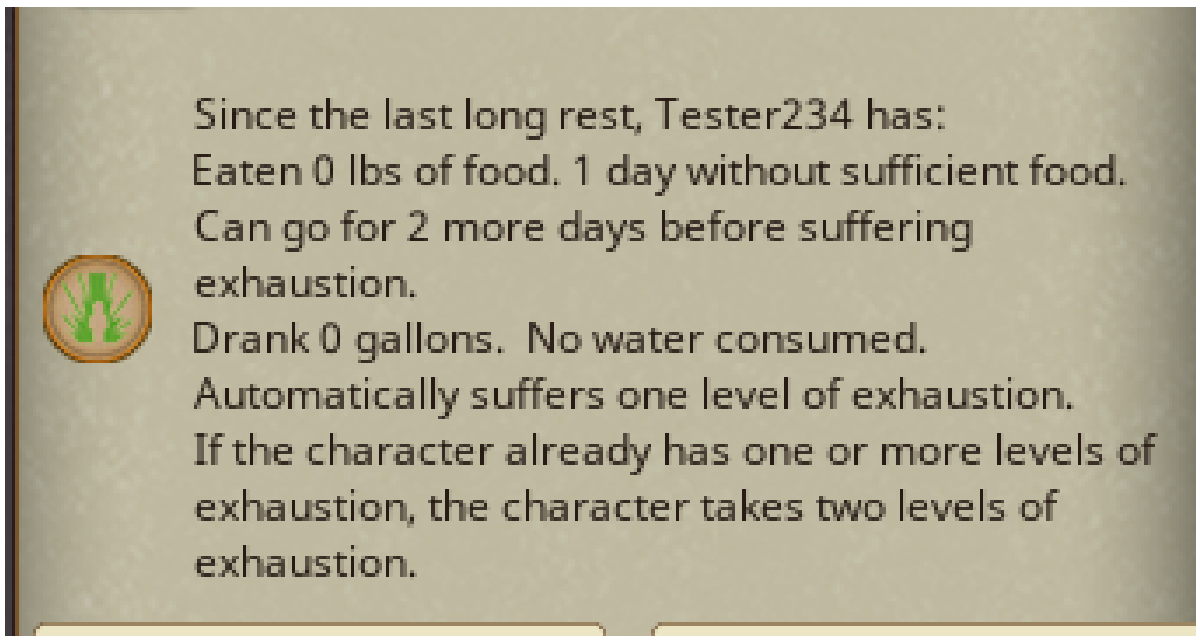 Since the last long rest, Tester234 has:
Eaten 0 lbs of food. 1 day without sufficient food.
Can go for 2 more days before suffering
exhaustion.
Drank 0 gallons.  No water consumed.
Automatically suffers one level of exhaustion.
If the character already has one or more levels of
exhaustion, the character takes two levels of
exhaustion.